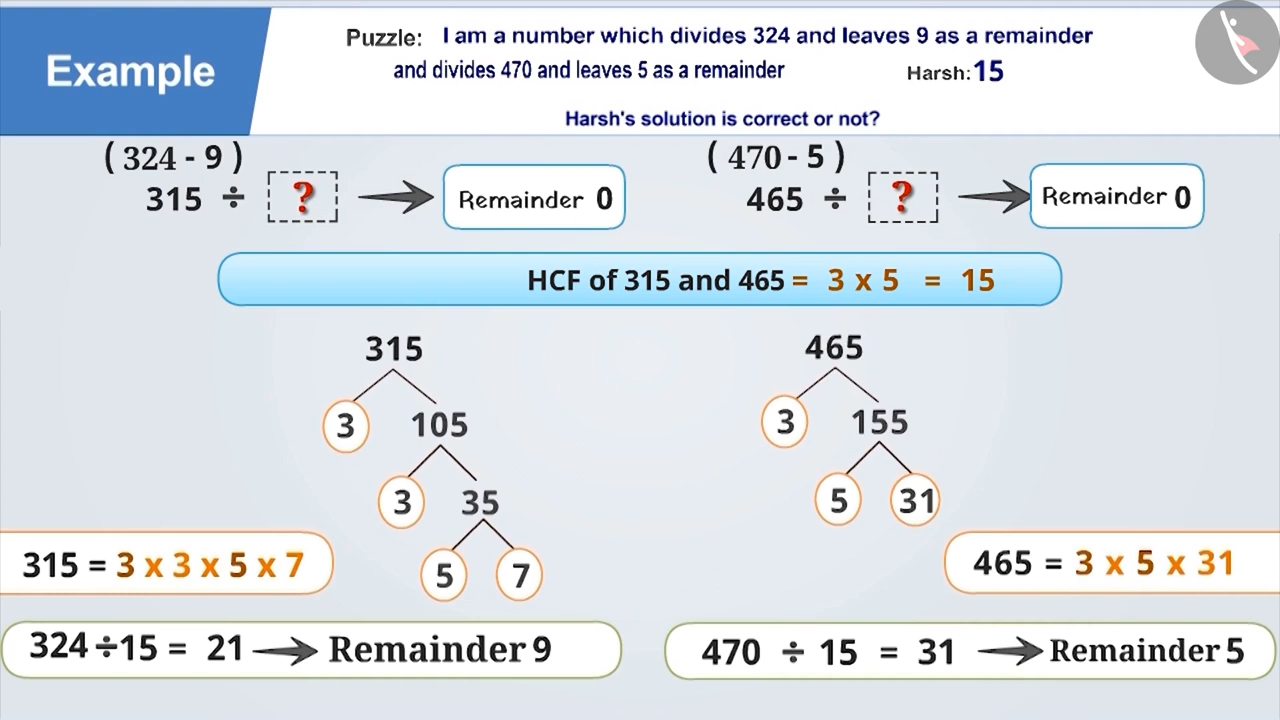 Example
Puzzle: I am a number which divides 324 and leaves 9 as a remainder
and divides 470 and leaves 5 as a remainder
Harsh: 15
Harsh's solution is correct or not?
( 324 - 9 )
315 ÷ ? Remainder 0
( 470 - 5 )
465 ÷ ? Remainder 0
HCF of 315 and 465 = 3 x 5 = 15
315
3 105
3 35
5 7
465
3 155
5 31
315 = 3 x 3 x 5 x 7
465 = 3 x 5 x 31
324 ÷ 15 = 21 Remainder 9
470 ÷ 15 = 31 Remainder 5